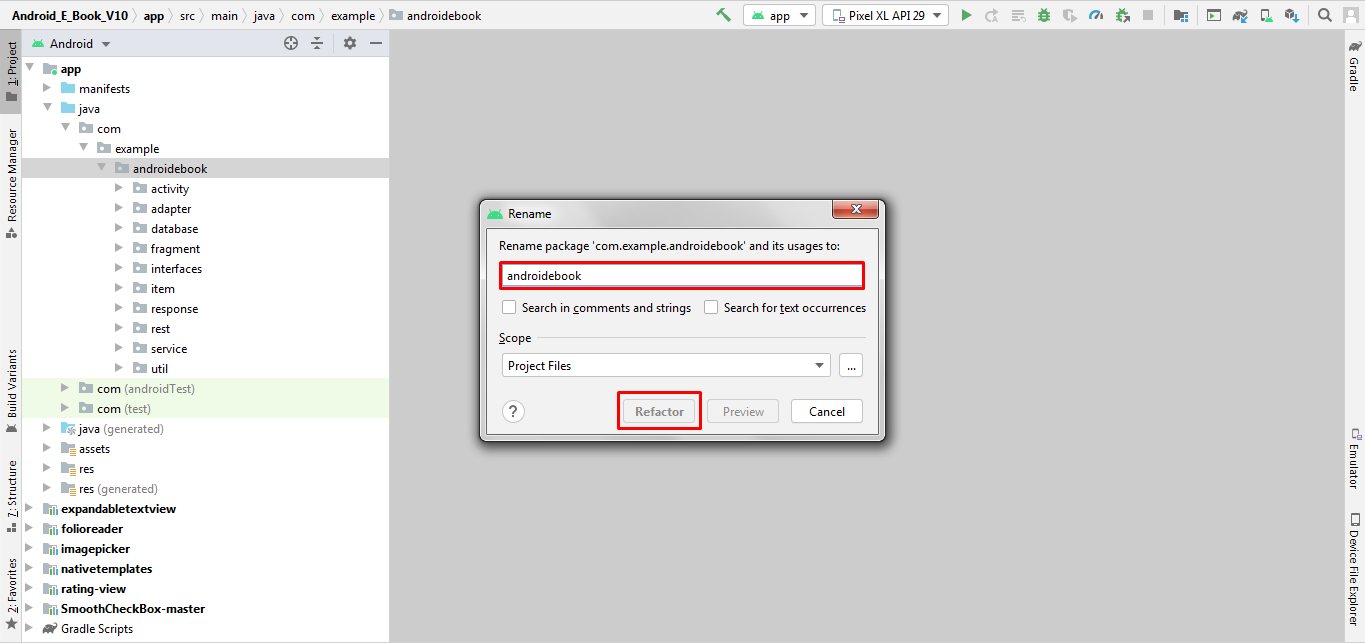 Android_E_Book_V10 app src main java com example androidebook
app Pixel XL API 29
1: Project
Resource Manager
Build Variants
7: Structure
2: Favorites
Android
app
manifests
java
com
example
androidebook
activity
adapter
database
fragment
interfaces
item
response
rest
service
util
com (androidTest)
com (test)
java (generated)
assets
res
res (generated)
expandabletextview
folioreader
imagepicker
nativetemplates
rating-view
SmoothCheckBox-master
Gradle Scripts
Rename
Rename package 'com.example.androidebook' and its usages to:
androidebook
Search in comments and strings Search for text occurrences
Scope
Project Files ...
? Refactor Preview Cancel
Gradle
Emulator
Device File Explorer